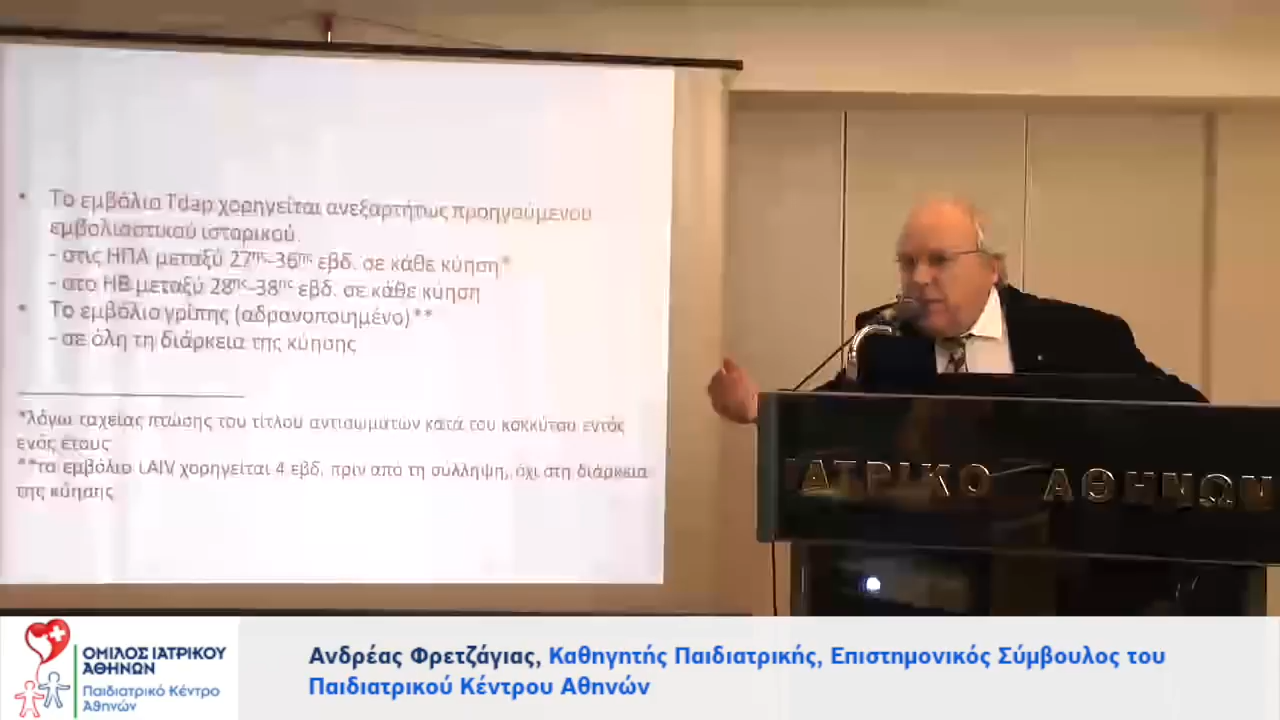 • Το εμβόλιο Tdap χορηγείται ανεξαρτήτως προηγούμενου
εμβολιαστικού ιστορικού.
- στις ΗΠΑ μεταξύ 27ης-36ης εβδ. σε κάθε κύηση*
- στο ΗΒ μεταξύ 28ης-38ης εβδ. σε κάθε κύηση
• Το εμβόλιο γρίπης (αδρανοποιημένο)**
- σε όλη τη διάρκεια της κύησης
*λόγω ταχείας πτώσης του τίτλου αντισωμάτων κατά του κοκκύτου εντός
ενός έτους
**το εμβόλιο LAIV χορηγείται 4 εβδ. πριν από τη σύλληψη, όχι στη διάρκεια
της κύησης
ΙΑΤΡΙΚΟ ΑΘΗΝΩΝ
ΟΜΙΛΟΣ ΙΑΤΡΙΚΟΥ
ΑΘΗΝΩΝ
Παιδιατρικό Κέντρο
Αθηνών
Ανδρέας Φρετζάγιας, Καθηγητής Παιδιατρικής, Επιστημονικός Σύμβουλος του
Παιδιατρικού Κέντρου Αθηνών